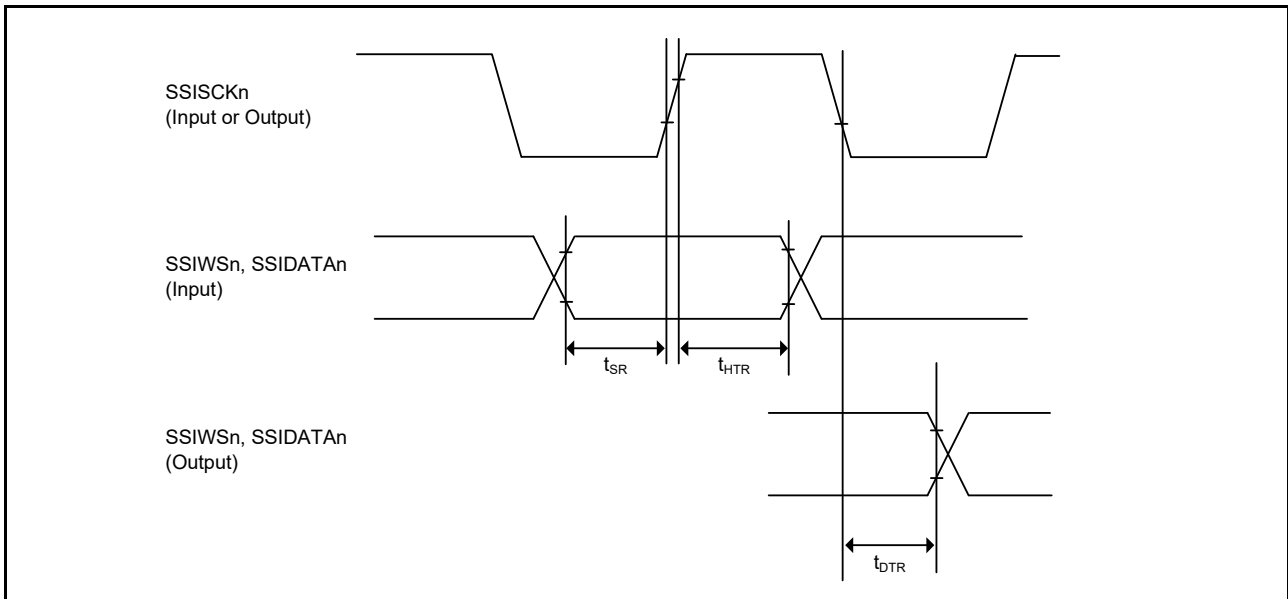 SSISCKn
(Input or Output)
SSIWSn, SSIDATAn
(Input)
tSR
tHTR
SSIWSn, SSIDATAn
(Output)
tDTR